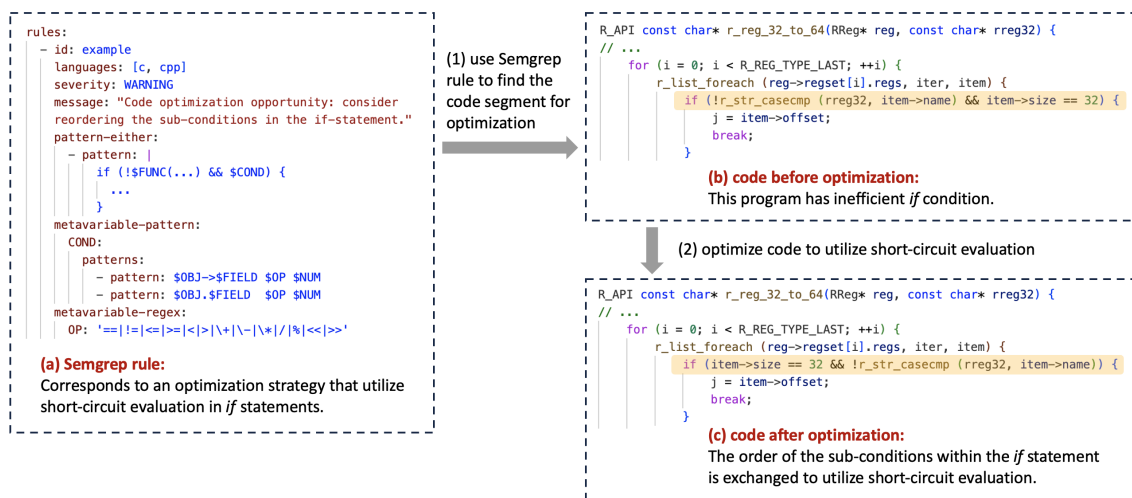 rules:
- id: example
languages: [c, cpp]
severity: WARNING
message: "Code optimization opportunity: consider
reordering the sub-conditions in the if-statement."
pattern-either:
- pattern: |
if (!$FUNC(...) && $COND) {
...
}
metavariable-pattern:
COND:
patterns:
- pattern: $OBJ->$FIELD $OP $NUM
- pattern: $OBJ.$FIELD  $OP $NUM
metavariable-regex:
OP: '==|!=|<=|>=|<|>|\+|\-|\*|/|%|<<|>>'
(a) Semgrep rule:
Corresponds to an optimization strategy that utilize
short-circuit evaluation in if statements.
(1) use Semgrep
rule to find the
code segment for
optimization
R_API const char* r_reg_32_to_64(RReg* reg, const char* rreg32) {
// ...
for (i = 0; i < R_REG_TYPE_LAST; ++i) {
r_list_foreach (reg->regset[i].regs, iter, item) {
if (!r_str_casecmp (rreg32, item->name) && item->size == 32) {
j = item->offset;
break;
}
(b) code before optimization:
This program has inefficient if condition.
(2) optimize code to utilize short-circuit evaluation
R_API const char* r_reg_32_to_64(RReg* reg, const char* rreg32) {
// ...
for (i = 0; i < R_REG_TYPE_LAST; ++i) {
r_list_foreach (reg->regset[i].regs, iter, item) {
if (item->size == 32 && !r_str_casecmp (rreg32, item->name)) {
j = item->offset;
break;
}
(c) code after optimization:
The order of the sub-conditions within the if statement
is exchanged to utilize short-circuit evaluation.